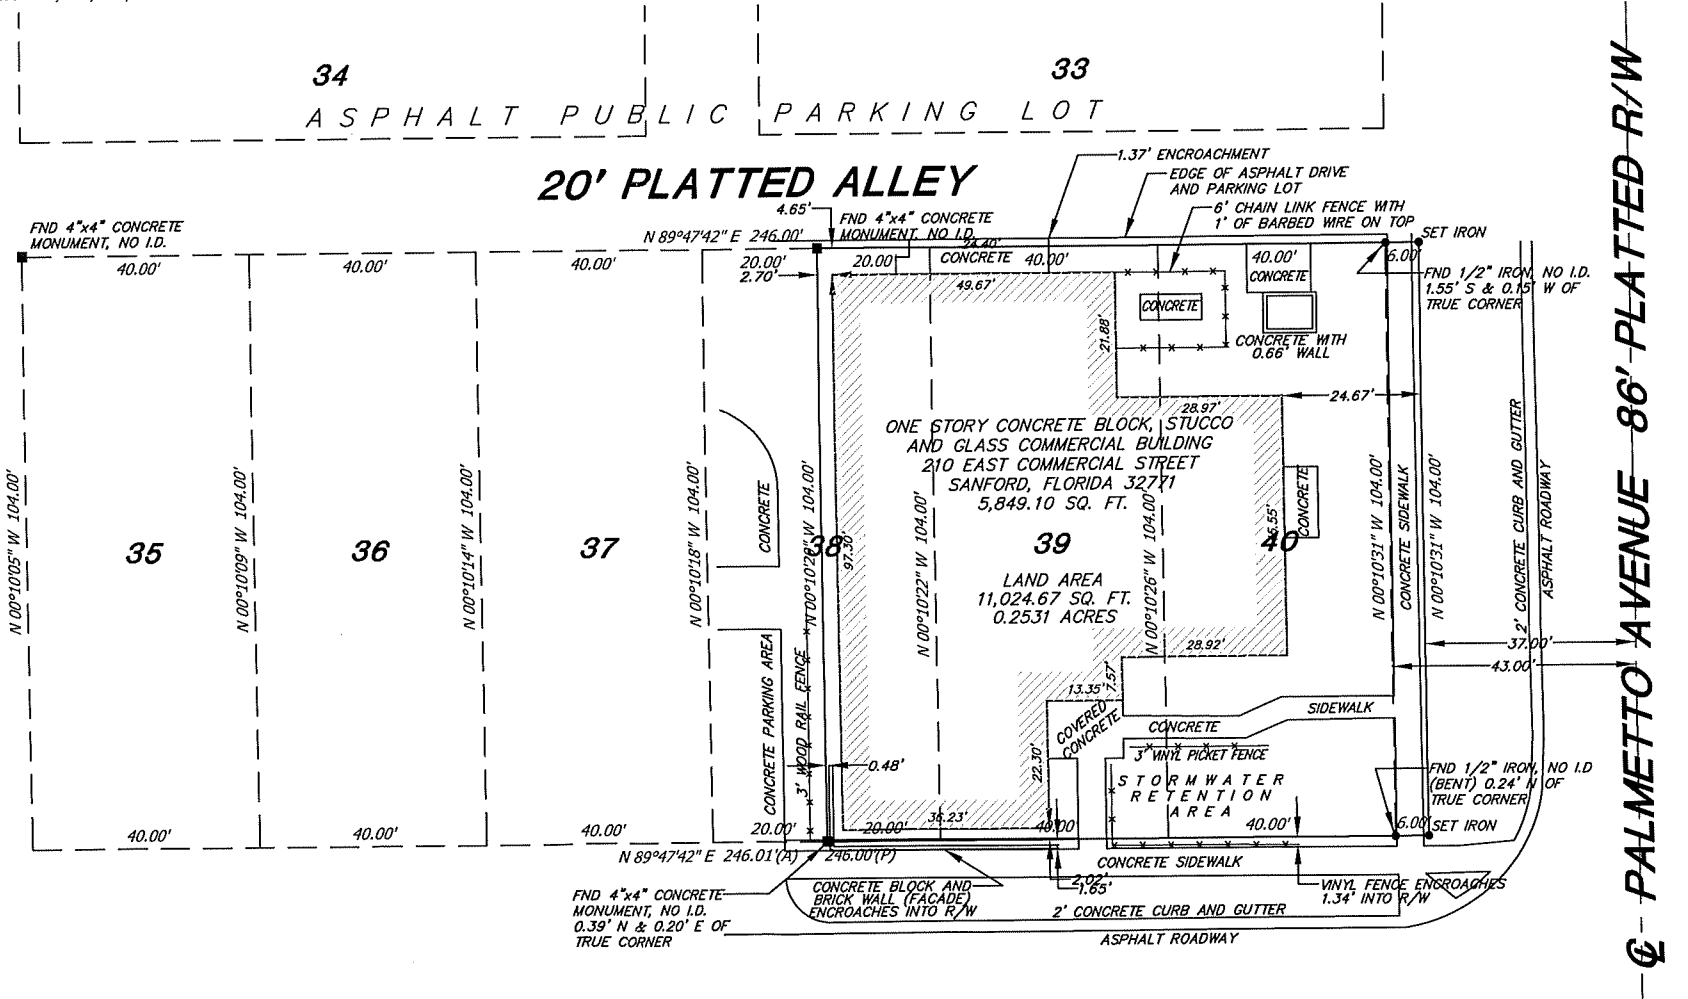 34
33
ASPHALT PUBLIC PARKING LOT
20' PLATTED ALLEY
1.37' ENCROACHMENT
EDGE OF ASPHALT DRIVE
AND PARKING LOT
6' CHAIN LINK FENCE WITH
1' OF BARBED WIRE ON TOP
FND 4"x4" CONCRETE
MONUMENT, NO I.D.
4.65'
FND 4"x4" CONCRETE
MONUMENT, NO I.D.
N 89°47'42" E 246.00'
24.40'
SET IRON
40.00'
40.00'
40.00'
20.00'
20.00'
CONCRETE
40.00'
40.00'
6.00'
2.70'
49.67'
CONCRETE
FND 1/2" IRON, NO I.D.
1.55' S & 0.15' W OF
TRUE CORNER
CONCRETE
21.88'
CONCRETE WITH
0.66' WALL
24.67'
28.97'
ONE STORY CONCRETE BLOCK, STUCCO
AND GLASS COMMERCIAL BUILDING
210 EAST COMMERCIAL STREET
SANFORD, FLORIDA 32771
5,849.10 SQ. FT.
35
36
37
38
39
40
LAND AREA
11,024.67 SQ. FT.
0.2531 ACRES
N 00°10'05" W 104.00'
N 00°10'09" W 104.00'
N 00°10'14" W 104.00'
N 00°10'18" W 104.00'
CONCRETE
N 00°10'20" W 104.00'
97.30'
N 00°10'22" W 104.00'
N 00°10'26" W 104.00'
CONCRETE
N 00°10'31" W 104.00'
CONCRETE SIDEWALK
N 00°10'31" W 104.00'
2' CONCRETE CURB AND GUTTER
ASPHALT ROADWAY
℄ PALMETTO AVENUE 86' PLATTED R/W
37.00'
43.00'
28.92'
7.57'
13.35'
COVERED
CONCRETE
22.30'
SIDEWALK
CONCRETE
3' VINYL PICKET FENCE
STORMWATER
RETENTION
AREA
CONCRETE PARKING AREA
3' WOOD RAIL FENCE
0.48'
FND 1/2" IRON, NO I.D
(BENT) 0.24' N OF
TRUE CORNER
36.23'
40.00'
40.00'
40.00'
20.00'
20.00'
40.00'
40.00'
6.00'
SET IRON
N 89°47'42" E 246.01'(A)
246.00'(P)
CONCRETE SIDEWALK
2.02'
1.65'
FND 4"x4" CONCRETE
MONUMENT, NO I.D.
0.39' N & 0.20' E OF
TRUE CORNER
CONCRETE BLOCK AND
BRICK WALL (FACADE)
ENCROACHES INTO R/W
VINYL FENCE ENCROACHES
1.34' INTO R/W
2' CONCRETE CURB AND GUTTER
ASPHALT ROADWAY